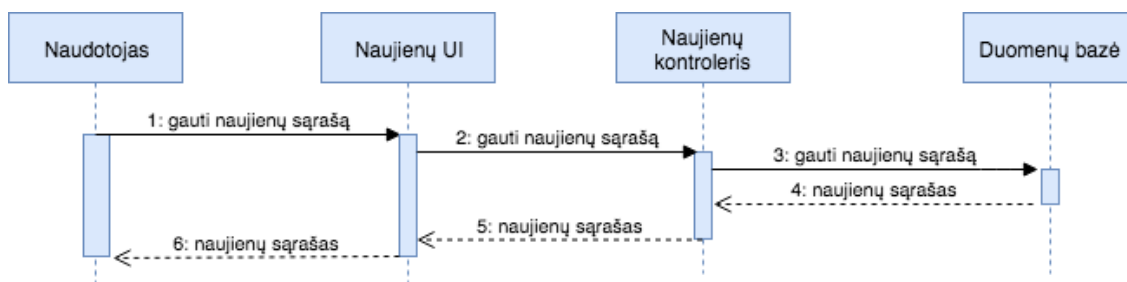 Naudotojas
Naujienų UI
Naujienų
kontroleris
Duomenų bazė
1: gauti naujienų sąrašą
2: gauti naujienų sąrašą
3: gauti naujienų sąrašą
4: naujienų sąrašas
5: naujienų sąrašas
6: naujienų sąrašas